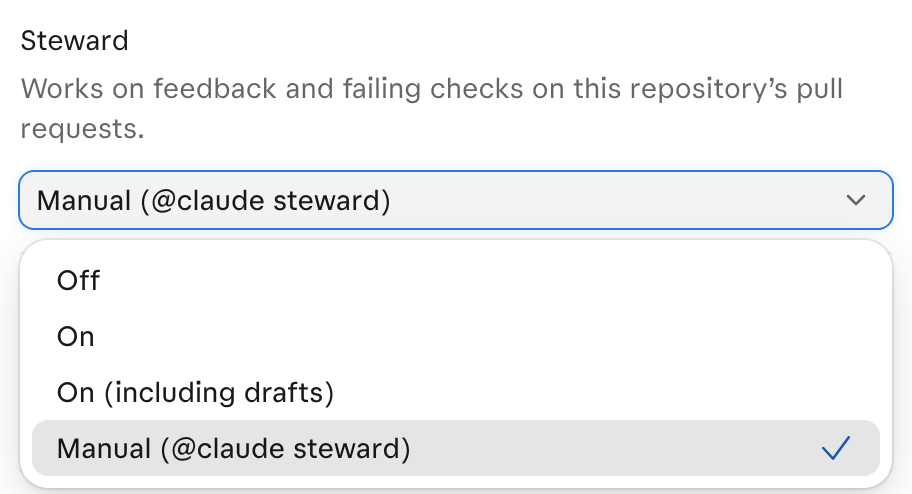 Steward
Works on feedback and failing checks on this repository’s pull
requests.
Manual (@claude steward)
Off
On
On (including drafts)
Manual (@claude steward)